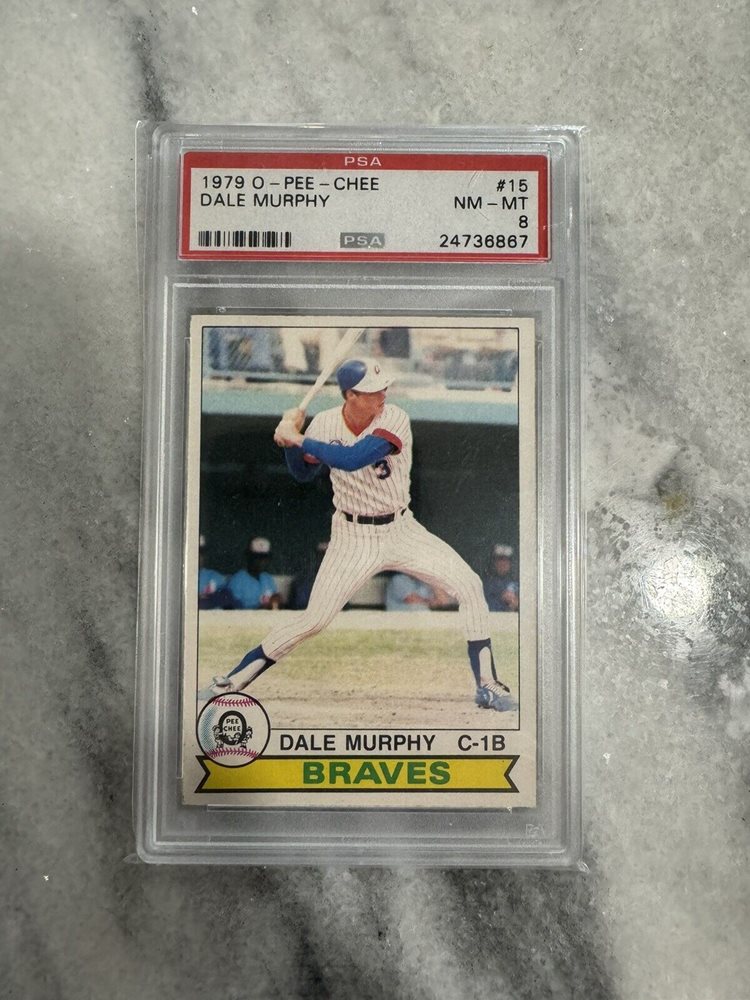 PSA
1979 O-PEE-CHEE #15
DALE MURPHY NM-MT
8
PSA 24736867
3
PEE
CHEE
DALE MURPHY C-1B
BRAVES